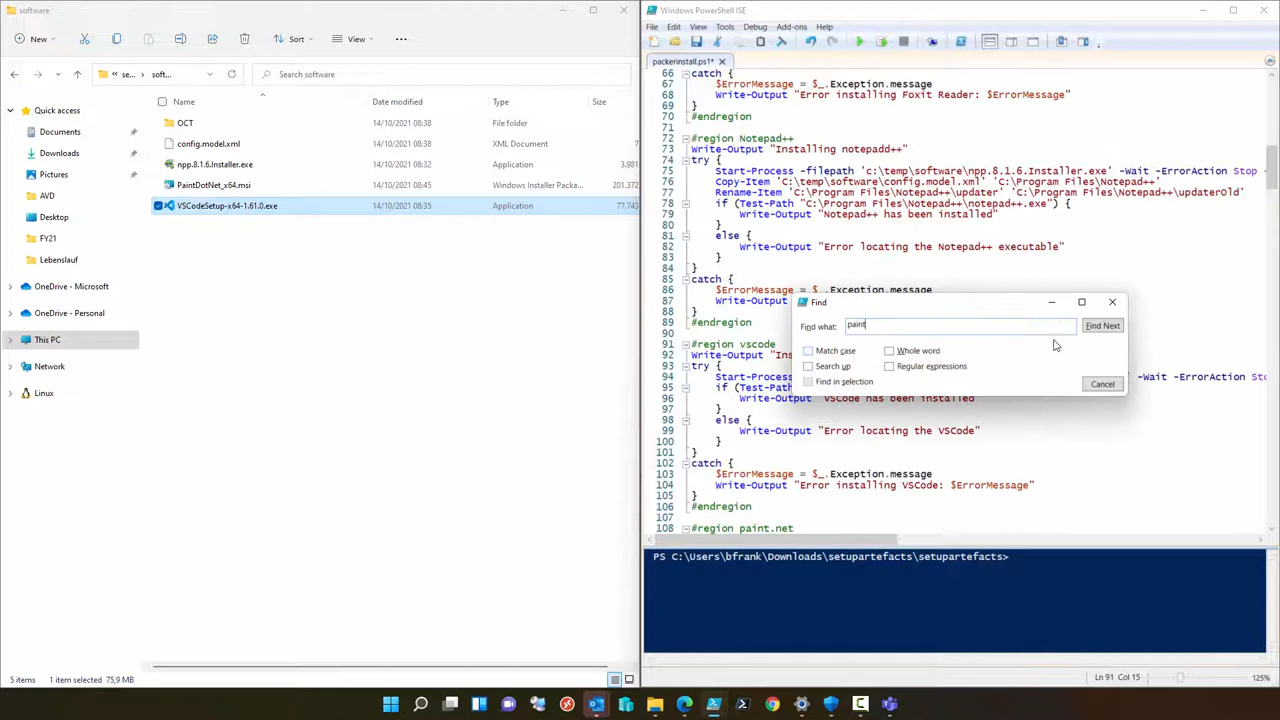 software
New
Sort
View
se...
soft...
Search software
Name
Date modified
Type
Size
Quick access
Documents
Downloads
Pictures
AVD
Desktop
FY21
Lebenslauf
OneDrive - Microsoft
OneDrive - Personal
This PC
Network
Linux
OCT 14/10/2021 08:38 File folder
config.model.xml 14/10/2021 08:38 XML Document 7
npp.8.1.6.Installer.exe 14/10/2021 08:32 Application 3.981
PaintDotNet_x64.msi 14/10/2021 08:38 Windows Installer Packa... 201.372
VSCodeSetup-x64-1.61.0.exe 14/10/2021 08:35 Application 77.743
5 items 1 item selected 75,9 MB
Windows PowerShell ISE
File Edit View Tools Debug Add-ons Help
packerinstall.ps1*
66 catch {
67 $ErrorMessage = $_.Exception.message
68 Write-Output "Error installing Foxit Reader: $ErrorMessage"
69 }
70 #endregion
71
72 #region Notepad++
73 Write-Output "Installing notepadd++"
74 try {
75 Start-Process -filepath 'c:\temp\software\npp.8.1.6.Installer.exe' -Wait -ErrorAction Stop -
76 Copy-Item 'C:\temp\software\config.model.xml' 'C:\Program Files\Notepad++'
77 Rename-Item 'C:\Program Files\Notepad++\updater' 'C:\Program Files\Notepad++\updaterOld'
78 if (Test-Path "C:\Program Files\Notepad++\notepad++.exe") {
79 Write-Output "Notepad++ has been installed"
80 }
81 else {
82 Write-Output "Error locating the Notepad++ executable"
83 }
84 }
85 catch {
86 $ErrorMessage = $_.Exception.message
87 Write-Output
88 }
89 #endregion
90
91 #region vscode
92 Write-Output "Ins
93 try {
94 Start-Process -Wait -ErrorAction S
95 if (Test-Path
96 Write-Output "VSCode has been installed"
97 }
98 else {
99 Write-Output "Error locating the VSCode"
100 }
101 }
102 catch {
103 $ErrorMessage = $_.Exception.message
104 Write-Output "Error installing VSCode: $ErrorMessage"
105 }
106 #endregion
107
108 #region paint.net
Find
Find what: paint
Find Next
Match case
Whole word
Search up
Regular expressions
Find in selection
Cancel
PS C:\Users\bfrank\Downloads\setupartefacts\setupartefacts>
Ln 91 Col 15
125%